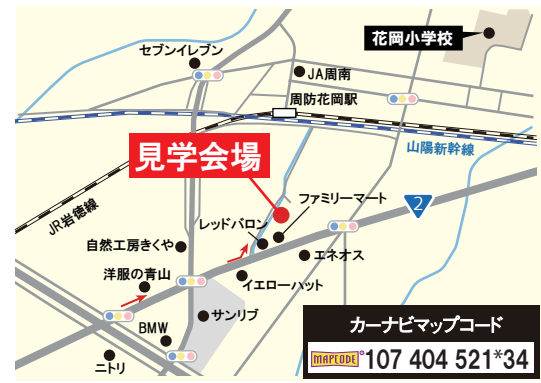 花岡小学校
セブンイレブン
JA周南
周防花岡駅
山陽新幹線
見学会場
JR岩徳線
2
ファミリーマート
レッドバロン
自然工房きくや
エネオス
洋服の青山
イエローハット
サンリブ
BMW
ニトリ
カーナビマップコード
MAPCODE 107 404 521*34